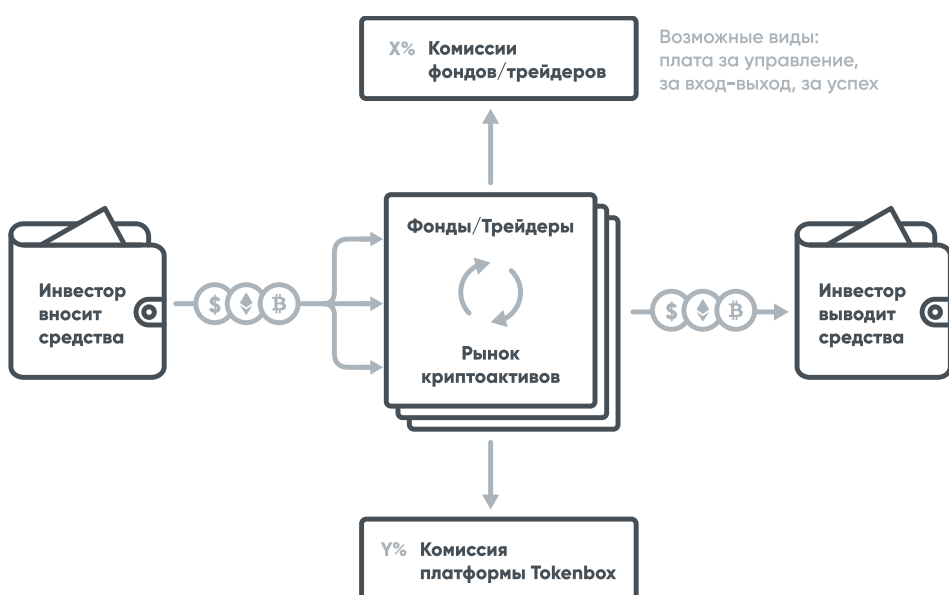 X% Комиссии
фондов/трейдеров
Возможные виды:
плата за управление,
за вход-выход, за успех
Инвестор
вносит
средства
$
₿
Фонды/Трейдеры
Рынок
криптоактивов
$
₿
Инвестор
выводит
средства
Y% Комиссия
платформы Tokenbox